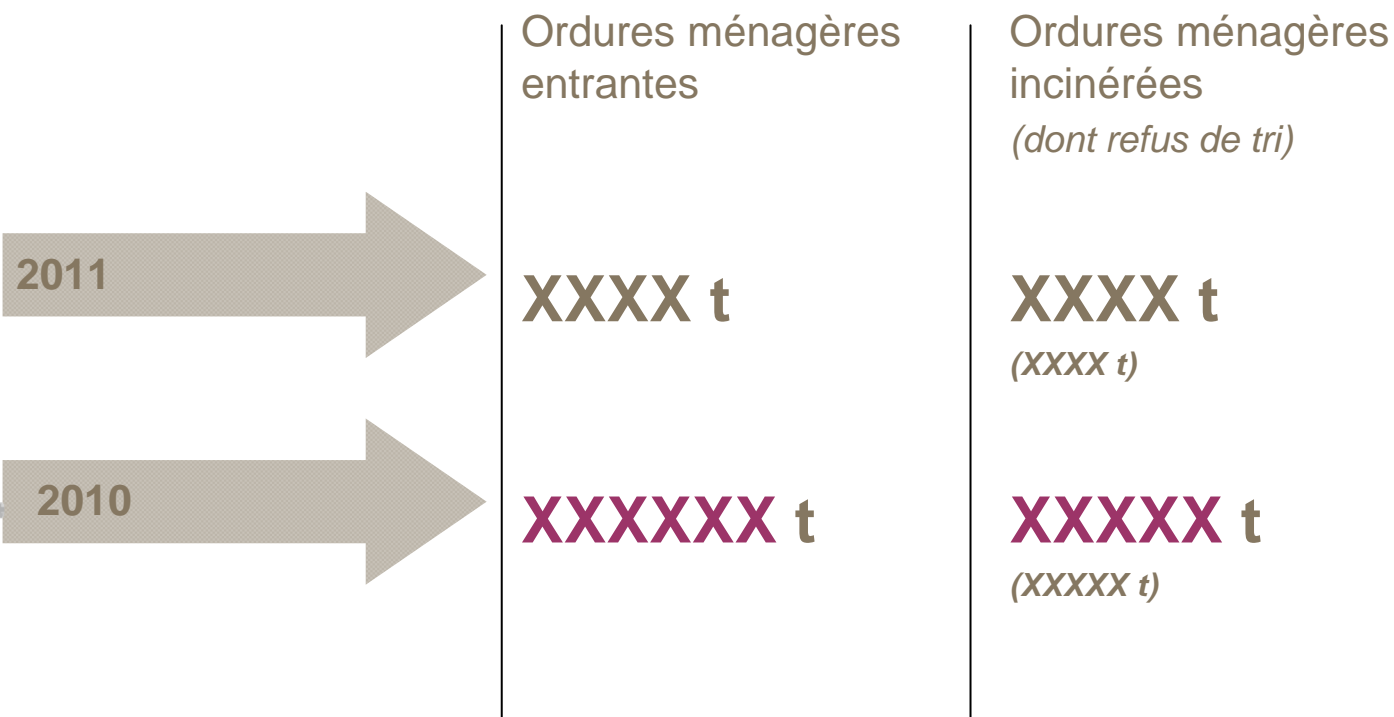 Ordures ménagères
entrantes
Ordures ménagères
incinérées
(dont refus de tri)
2011
XXXX t
XXXX t
(XXXX t)
2010
XXXXXX t
XXXXX t
(XXXXX t)